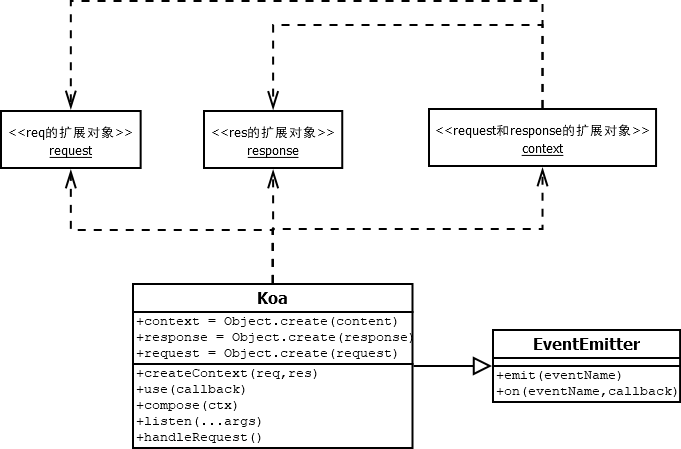 <<req的扩展对象>>
request
<<res的扩展对象>>
response
<<request和response的扩展对象>>
context
Koa
+context = Object.create(content)
+response = Object.create(response)
+request = Object.create(request)
+createContext(req,res)
+use(callback)
+compose(ctx)
+listen(...args)
+handleRequest()
EventEmitter
+emit(eventName)
+on(eventName,callback)